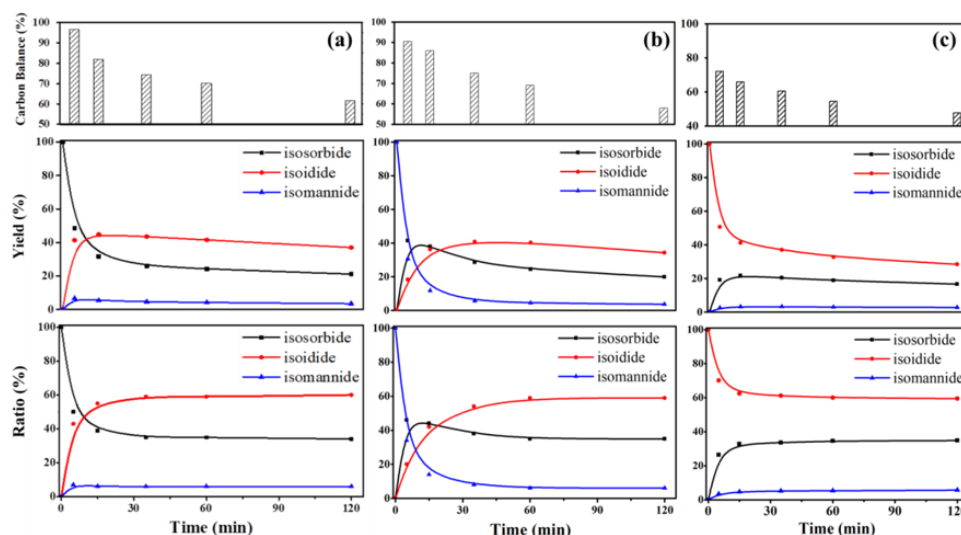 Carbon Balance (%)
100
90
80
70
60
50
(a)
100
90
80
70
60
50
(b)
80
60
40
(c)
Yield (%)
100
80
60
40
20
0
isosorbide
isoidide
isomannide
100
80
60
40
20
0
isosorbide
isoidide
isomannide
100
80
60
40
20
0
isosorbide
isoidide
isomannide
Ratio (%)
100
80
60
40
20
0
isosorbide
isoidide
isomannide
100
80
60
40
20
0
isosorbide
isoidide
isomannide
100
80
60
40
20
0
isosorbide
isoidide
isomannide
0 30 60 90 120
0 30 60 90 120
0 30 60 90 120
Time (min)
Time (min)
Time (min)